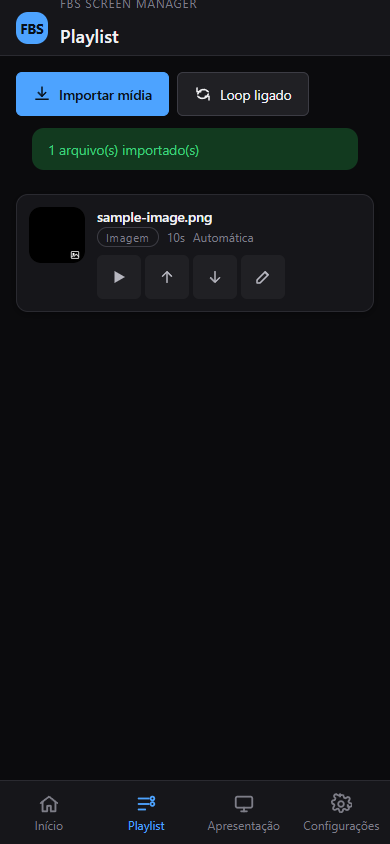 FBS SCREEN MANAGER
FBS
Playlist
Importar mídia
Loop ligado
1 arquivo(s) importado(s)
sample-image.png
Imagem 10s Automática
Início Playlist Apresentação Configurações